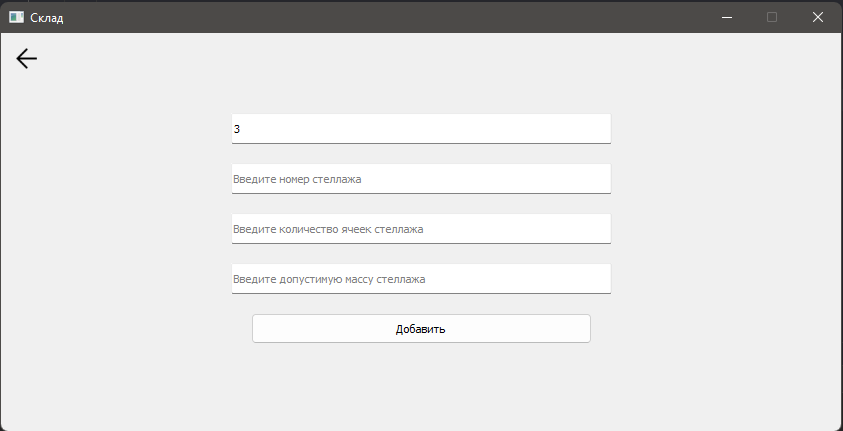 Склад
3
Введите номер стеллажа
Введите количество ячеек стеллажа
Введите допустимую массу стеллажа
Добавить